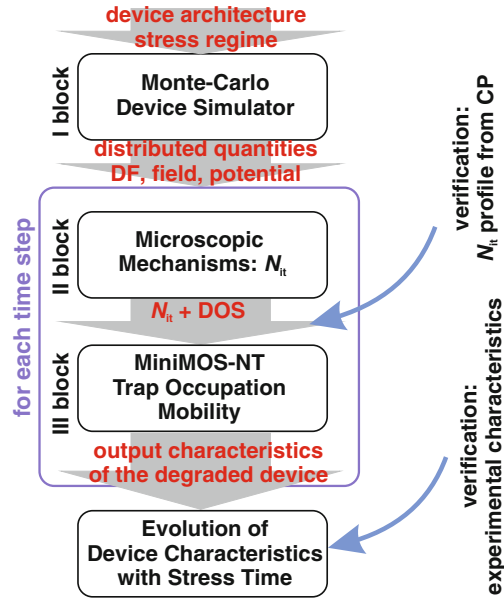 device architecture
stress regime
I block
Monte-Carlo
Device Simulator
distributed quantities
DF, field, potential
for each time step
II block
Microscopic
Mechanisms: Nit
Nit + DOS
verification:
Nit profile from CP
III block
MiniMOS-NT
Trap Occupation
Mobility
output characteristics
of the degraded device
Evolution of
Device Characteristics
with Stress Time
verification:
experimental characteristics